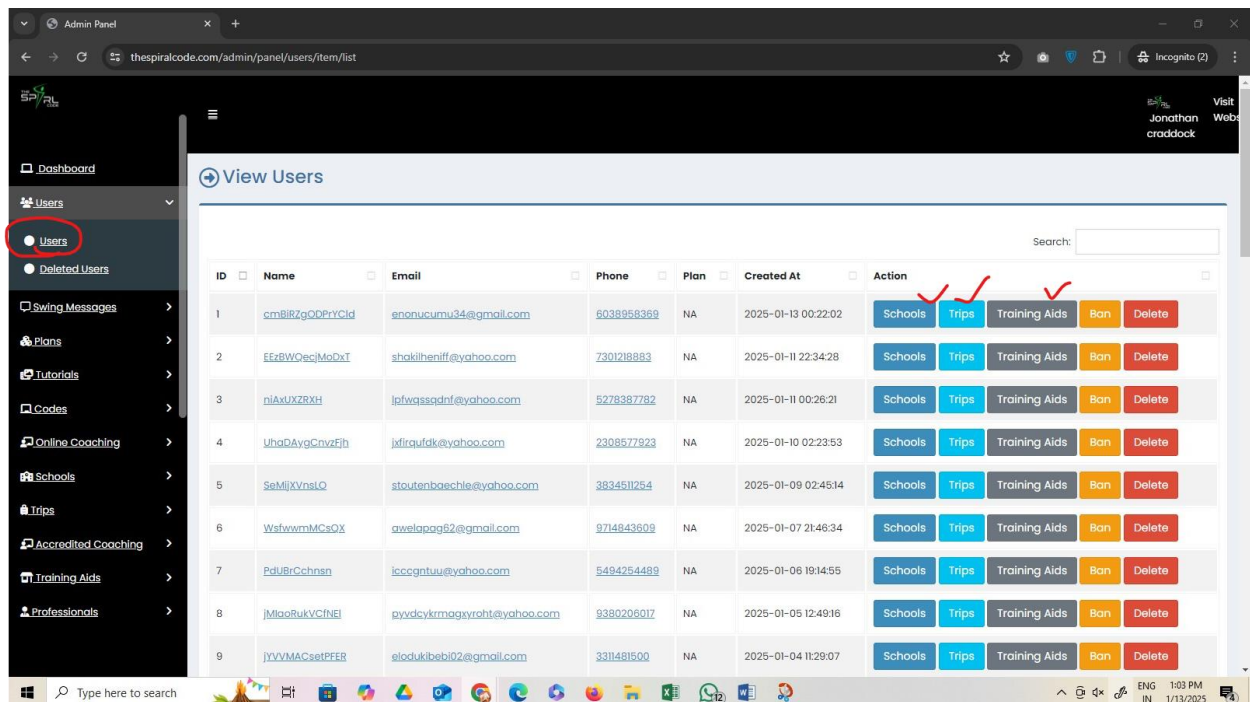 Admin Panel
thespiralcode.com/admin/panel/users/item/list
Incognito (2)
THE SPIRL CODE
Jonathan craddock
Visit Webs
Dashboard
Users
Users
Deleted Users
Swing Messages
Plans
Tutorials
Codes
Online Coaching
Schools
Trips
Accredited Coaching
Training Aids
Professionals
View Users
Search:
ID Name Email Phone Plan Created At Action
1 cmBiRZgODPrYCld enonucumu34@gmail.com 6038958369 NA 2025-01-13 00:22:02 Schools Trips Training Aids Ban Delete
2 EEzBWQecjMoDxT shakilheniff@yahoo.com 7301218883 NA 2025-01-11 22:34:28 Schools Trips Training Aids Ban Delete
3 niAxUXZRXH lpfwqssqdnf@yahoo.com 5278387782 NA 2025-01-11 00:26:21 Schools Trips Training Aids Ban Delete
4 UhaDAygCnvzFjh jxfirqufdk@yahoo.com 2308577923 NA 2025-01-10 02:23:53 Schools Trips Training Aids Ban Delete
5 SeMijXVnsLO stoutenbaechle@yahoo.com 3834511254 NA 2025-01-09 02:45:14 Schools Trips Training Aids Ban Delete
6 WsfwwmMCsQX awelapag62@gmail.com 9714843609 NA 2025-01-07 21:46:34 Schools Trips Training Aids Ban Delete
7 PdUBrCchnsn icccgntuu@yahoo.com 5494254489 NA 2025-01-06 19:14:55 Schools Trips Training Aids Ban Delete
8 jMIaoRukVCfNEl pyvdcykrmagxyroht@yahoo.com 9380206017 NA 2025-01-05 12:49:16 Schools Trips Training Aids Ban Delete
9 jYVVMACsetPFER elodukibebi02@gmail.com 3311481500 NA 2025-01-04 11:29:07 Schools Trips Training Aids Ban Delete
Type here to search
12
ENG
IN
1:03 PM
1/13/2025
4